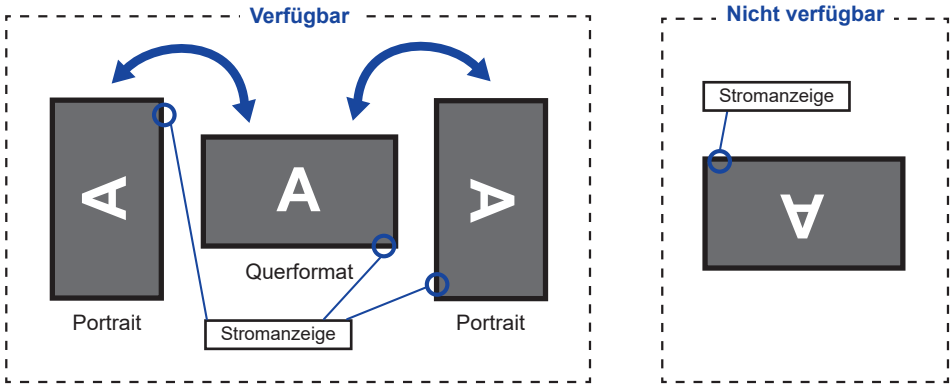 Verfügbar
Nicht verfügbar
Stromanzeige
A
A
A
A
Querformat
Portrait
Stromanzeige
Portrait